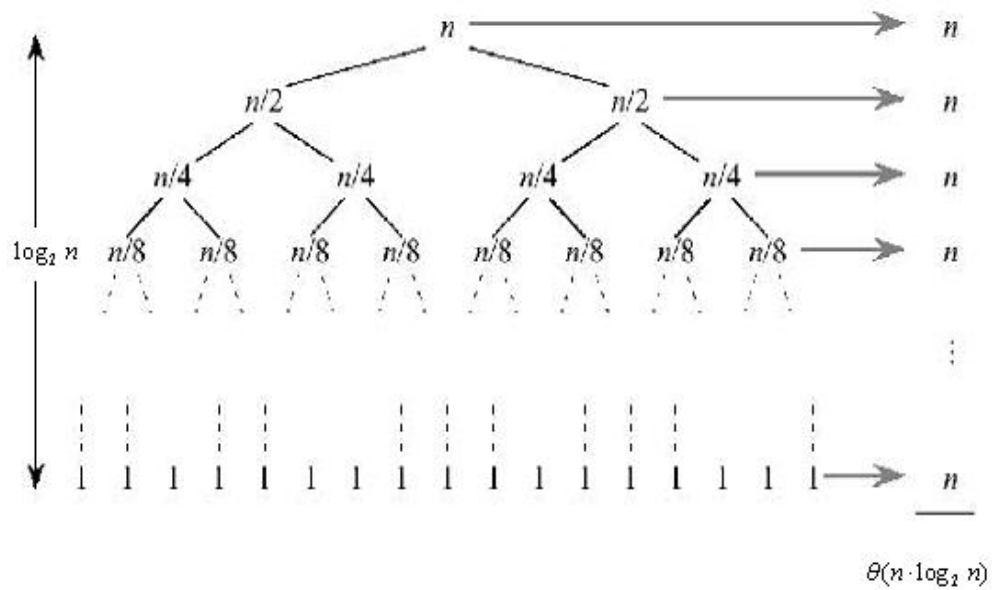 n n
n/2 n/2 n
n/4 n/4 n/4 n/4 n
log₂ n n/8 n/8 n/8 n/8 n/8 n/8 n/8 n/8 n
⋮
1 1 1 1 1 1 1 1 1 1 1 1 1 1 1 1 1 n
θ(n·log₂ n)